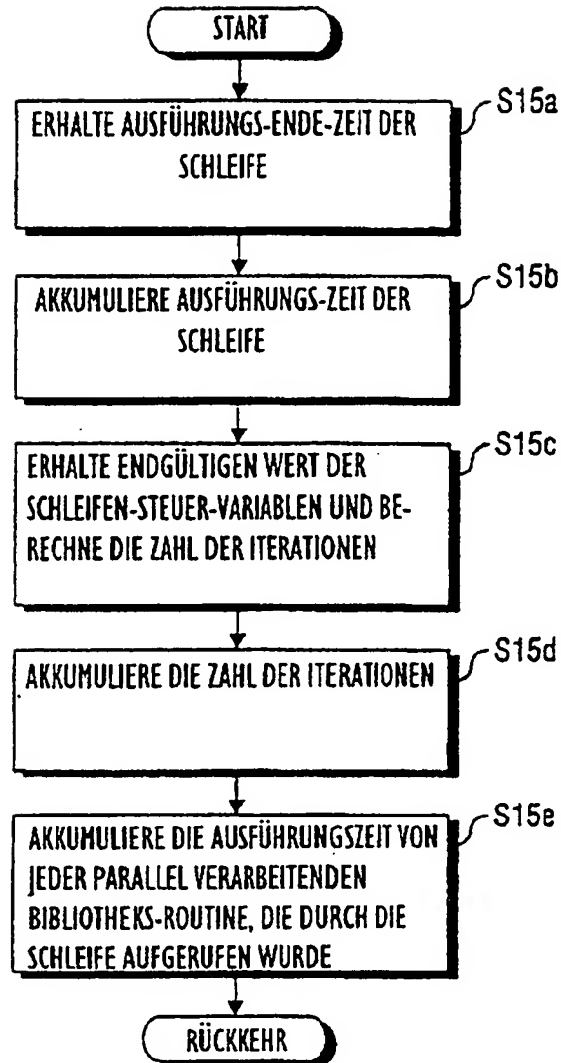 START
S15a
ERHALTE AUSFÜHRUNGS-ENDE-ZEIT DER
SCHLEIFE
S15b
AKKUMULIERE AUSFÜHRUNGS-ZEIT DER
SCHLEIFE
S15c
ERHALTE ENDGÜLTIGEN WERT DER
SCHLEIFEN-STEUER-VARIABLEN UND BE-
RECHNE DIE ZAHL DER ITERATIONEN
S15d
AKKUMULIERE DIE ZAHL DER ITERATIONEN
S15e
AKKUMULIERE DIE AUSFÜHRUNGSZEIT VON
JEDER PARALLEL VERARBEITENDEN
BIBLIOTHEKS-ROUTINE, DIE DURCH DIE
SCHLEIFE AUFGERUFEN WURDE
RÜCKKEHR